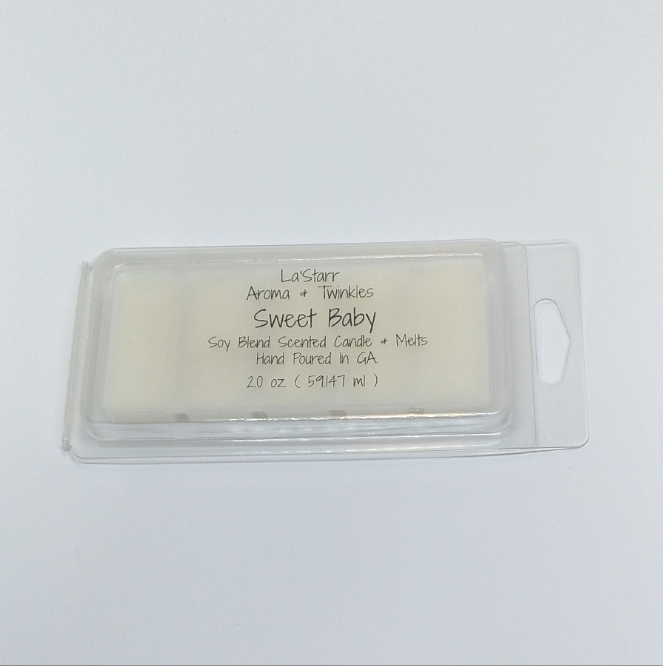 La'Starr
Aroma & Twinkles
Sweet Baby
Soy Blend Scented Candle & Melts
Hand Poured In GA.
2.0 oz. ( 59.147 ml )